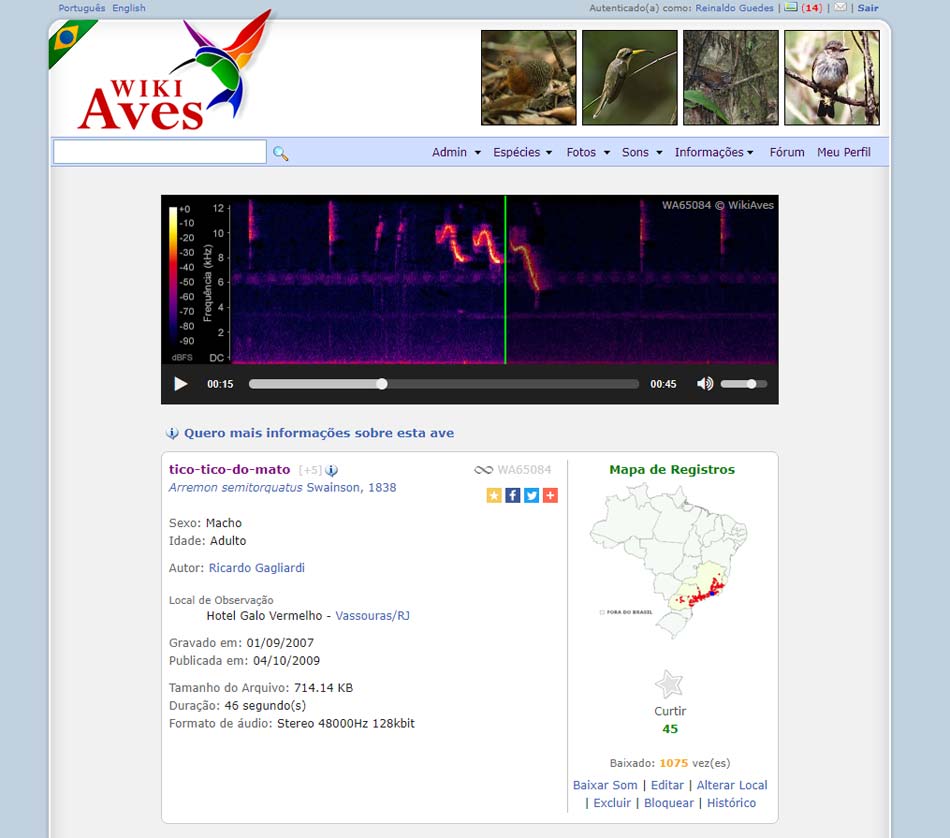 Português English
Autenticado(a) como: Reinaldo Guedes | (14) | | Sair
WIKI
Aves
Admin Espécies Fotos Sons Informações Fórum Meu Perfil
WA65084 © WikiAves
+0
-10
-20
-30
-40
-50
-60
-70
-80
-90
dBFS
Frequência (kHz)
12
10
8
6
4
2
DC
00:15 00:45
Quero mais informações sobre esta ave
tico-tico-do-mato [+5] WA65084
Arremon semitorquatus Swainson, 1838
Sexo: Macho
Idade: Adulto
Autor: Ricardo Gagliardi
Local de Observação
Hotel Galo Vermelho - Vassouras/RJ
Gravado em: 01/09/2007
Publicada em: 04/10/2009
Tamanho do Arquivo: 714.14 KB
Duração: 46 segundo(s)
Formato de áudio: Stereo 48000Hz 128kbit
Mapa de Registros
FORA DO BRASIL
Curtir
45
Baixado: 1075 vez(es)
Baixar Som | Editar | Alterar Local
| Excluir | Bloquear | Histórico